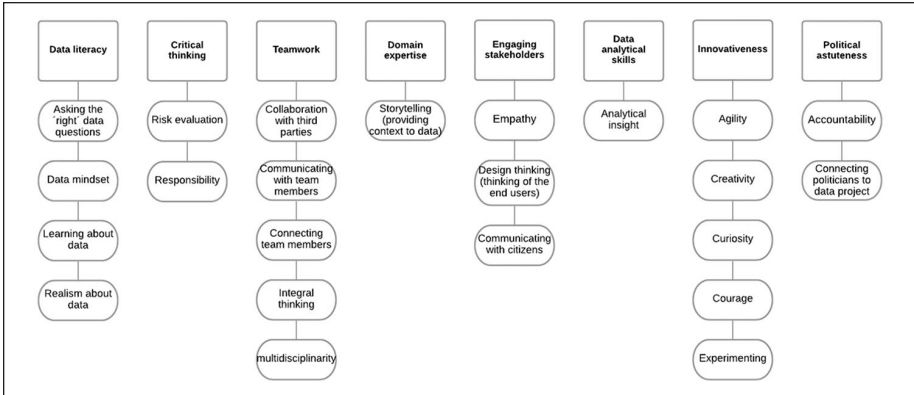 Data literacy
Critical
thinking
Teamwork
Domain
expertise
Engaging
stakeholders
Data
analytical
skills
Innovativeness
Political
astuteness
Asking the
´right´ data
questions
Data mindset
Learning about
data
Realism about
data
Risk evaluation
Responsibility
Collaboration
with third
parties
Communicating
with team
members
Connecting
team members
Integral
thinking
multidisciplinarity
Storytelling
(providing
context to data)
Empathy
Design thinking
(thinking of the
end users)
Communicating
with citizens
Analytical
insight
Agility
Creativity
Curiosity
Courage
Experimenting
Accountability
Connecting
politicians to
data project